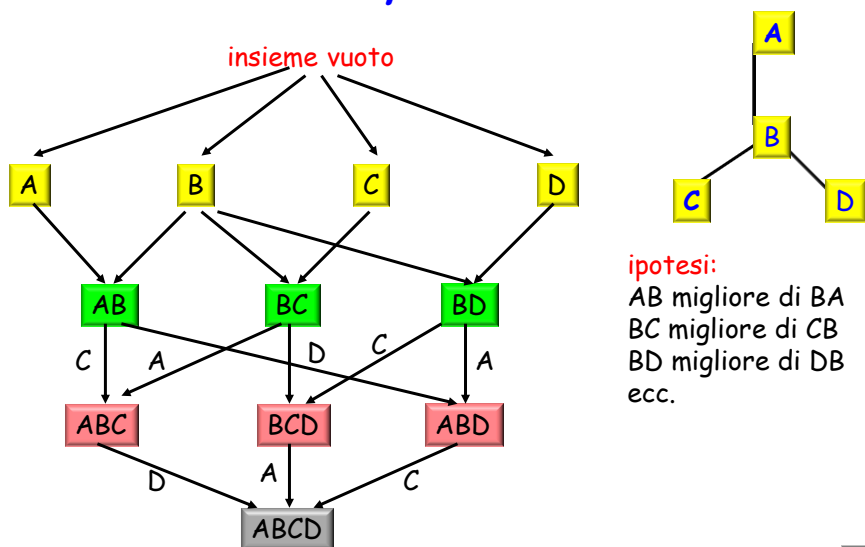 insieme vuoto
A
B
C
D
AB
BC
BD
C
A
D
C
A
ABC
BCD
ABD
D
A
C
ABCD
A
B
C
D
ipotesi:
AB migliore di BA
BC migliore di CB
BD migliore di DB
ecc.